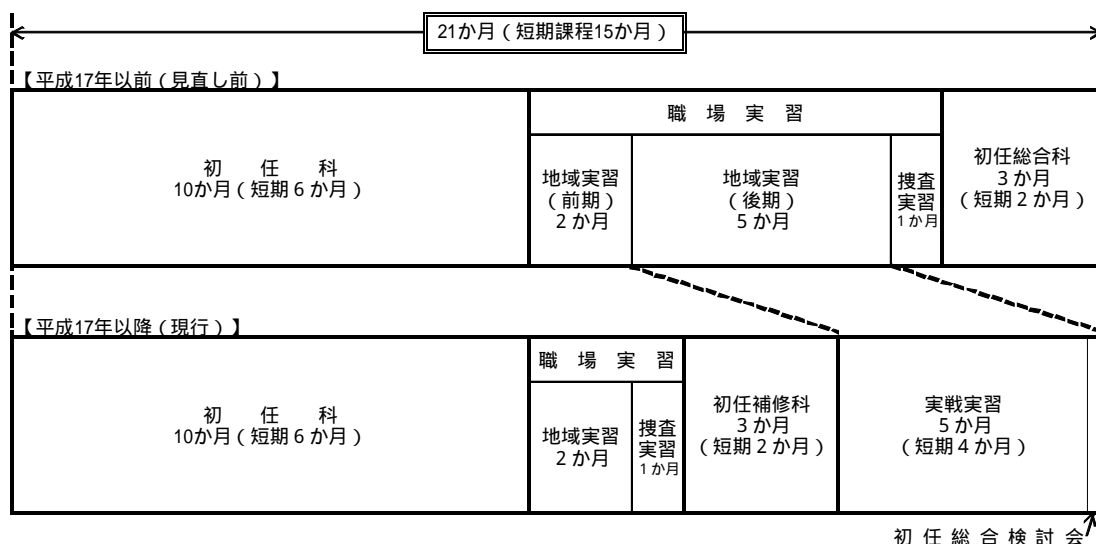 21か月（短期課程15か月）
【平成17年以前（見直し前）】
職　場　実　習
初　　任　　科
10か月（短期６か月）
地域実習
（前期）
２か月
地域実習
（後期）
５か月
捜査
実習
１か月
初任総合科
３か月
（短期２か月）
【平成17年以降（現行）】
職　場　実　習
初　　任　　科
10か月（短期６か月）
地域実習
２か月
捜査
実習
１か月
初任補修科
３か月
（短期２か月）
実戦実習
５か月
（短期４か月）
初任総合検討会